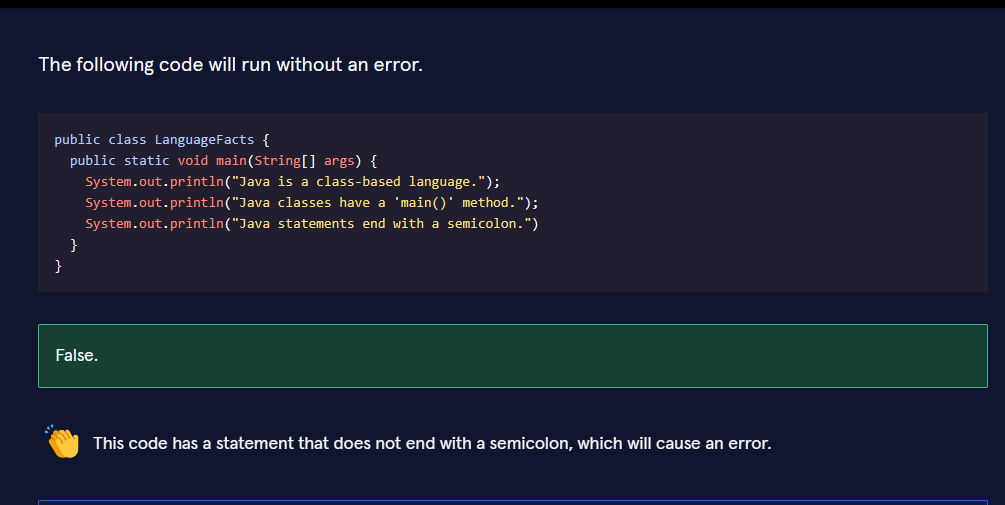 The following code will run without an error.
public class LanguageFacts {
  public static void main(String[] args) {
    System.out.println("Java is a class-based language.");
    System.out.println("Java classes have a 'main()' method.");
    System.out.println("Java statements end with a semicolon.")
  }
}
False.
This code has a statement that does not end with a semicolon, which will cause an error.